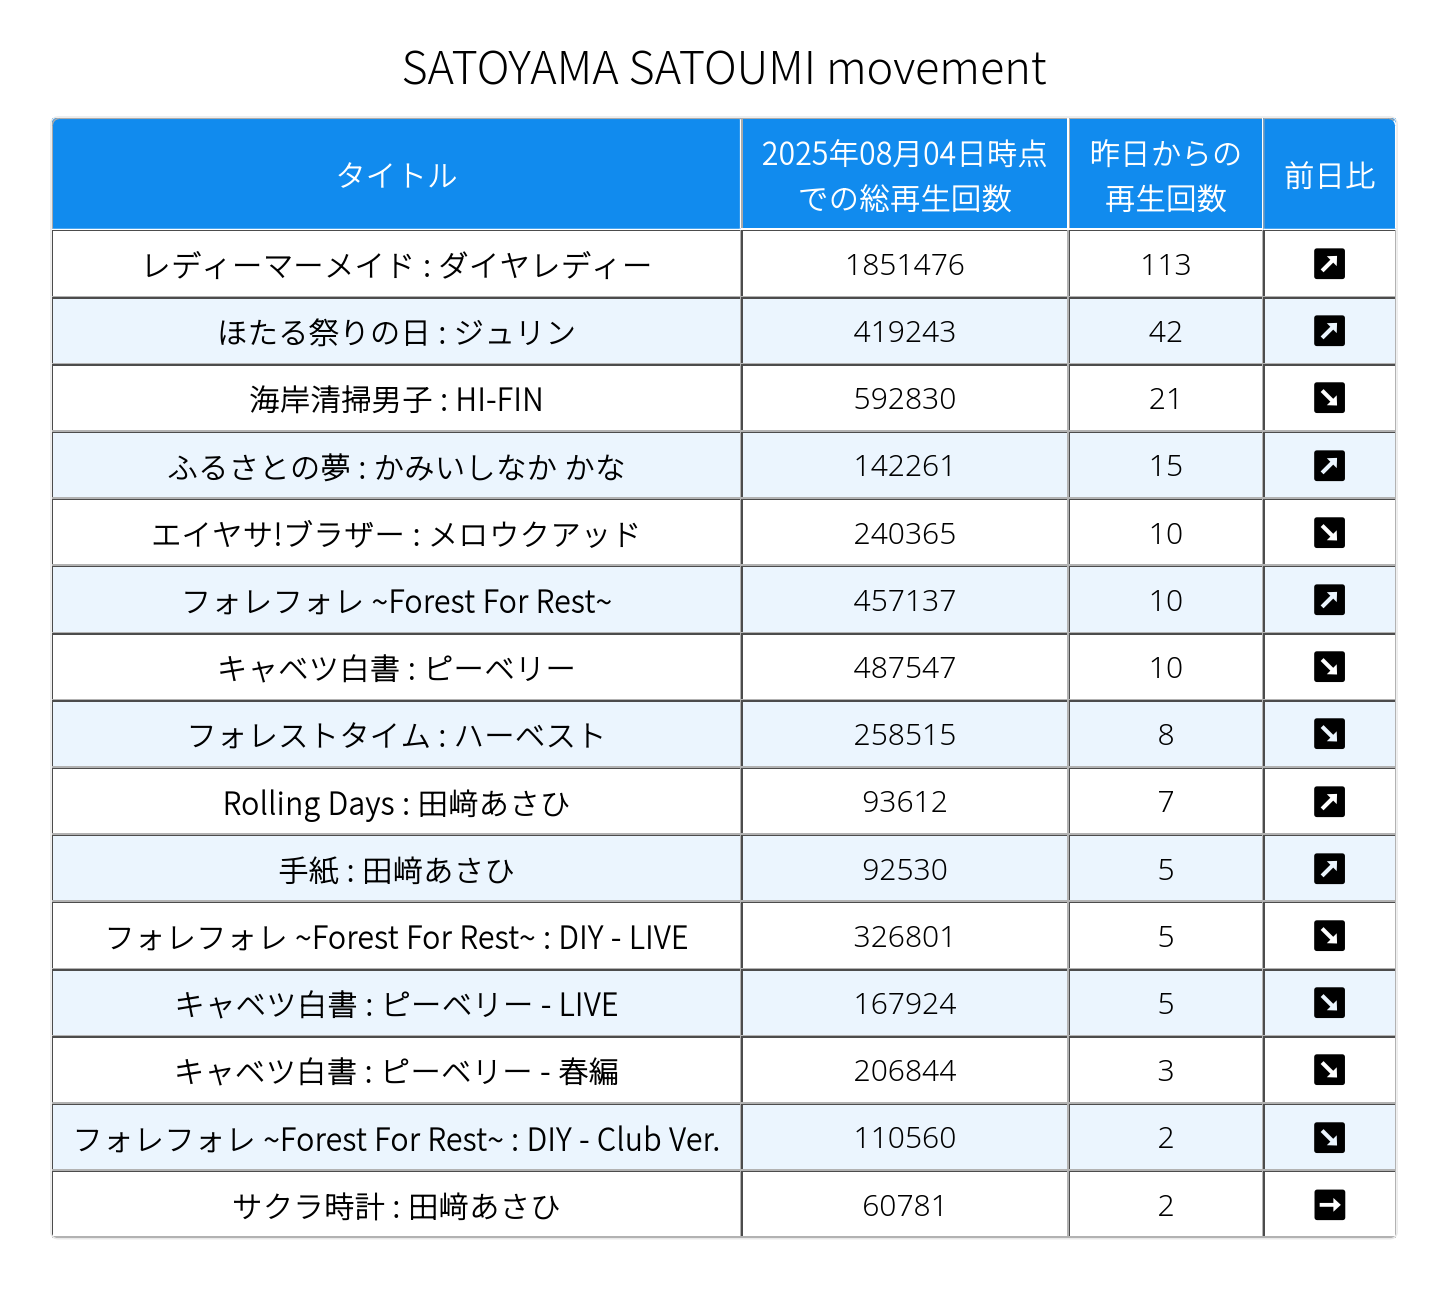 SATOYAMA SATOUMI movement
タイトル 2025年08月04日時点での総再生回数 昨日からの再生回数 前日比
レディーマーメイド : ダイヤレディー 1851476 113 ↗
ほたる祭りの日 : ジュリン 419243 42 ↗
海岸清掃男子 : HI-FIN 592830 21 ↘
ふるさとの夢 : かみいしなか かな 142261 15 ↗
エイヤサ!ブラザー : メロウクアッド 240365 10 ↘
フォレフォレ ~Forest For Rest~ 457137 10 ↗
キャベツ白書 : ピーベリー 487547 10 ↘
フォレストタイム : ハーベスト 258515 8 ↘
Rolling Days : 田﨑あさひ 93612 7 ↗
手紙 : 田﨑あさひ 92530 5 ↗
フォレフォレ ~Forest For Rest~ : DIY - LIVE 326801 5 ↘
キャベツ白書 : ピーベリー - LIVE 167924 5 ↘
キャベツ白書 : ピーベリー - 春編 206844 3 ↘
フォレフォレ ~Forest For Rest~ : DIY - Club Ver. 110560 2 ↘
サクラ時計 : 田﨑あさひ 60781 2 →